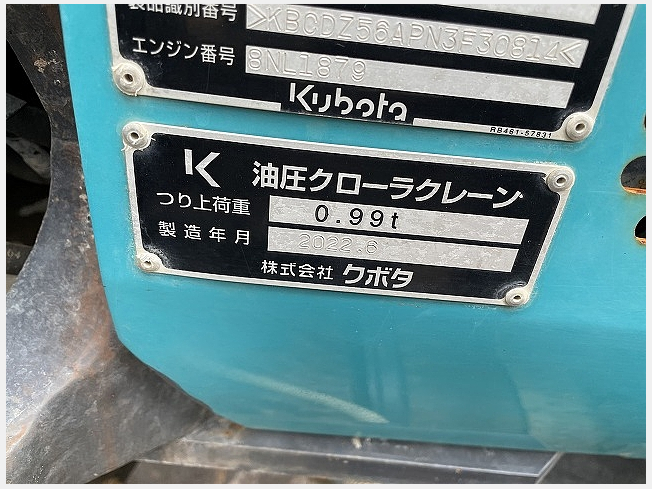 製品識別番号 >KBCDZ56APN3F30814<
エンジン番号 8NL1879
Kubota
RB461-57831
K 油圧クローラクレーン
つり上荷重 0.99t
製造年月 2022.6
株式会社 クボタ